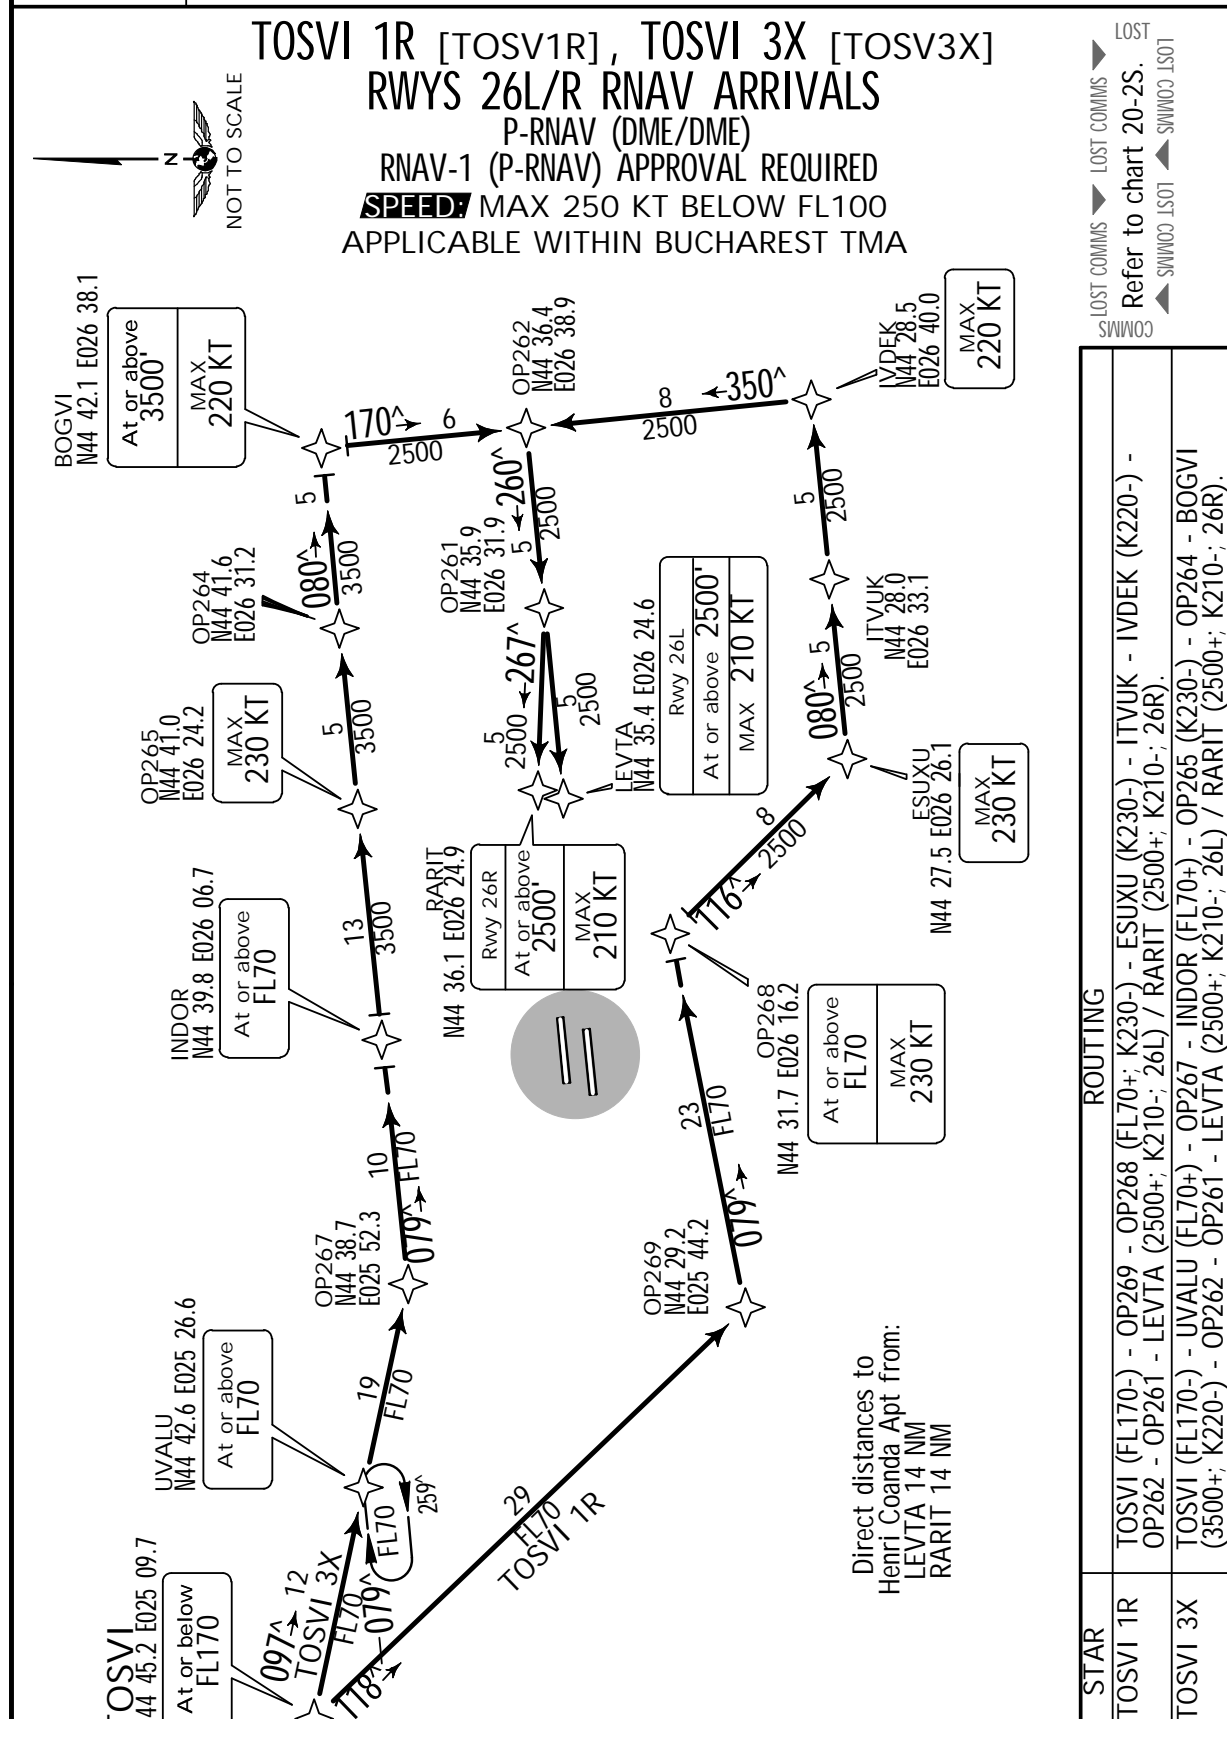 TOSVI 1R [TOSV1R], TOSVI 3X [TOSV3X]
RWYS 26L/R RNAV ARRIVALS
P-RNAV (DME/DME)
RNAV-1 (P-RNAV) APPROVAL REQUIRED
SPEED: MAX 250 KT BELOW FL100
APPLICABLE WITHIN BUCHAREST TMA
N
NOT TO SCALE
LOST COMMS LOST COMMS LOST
COMMS
LOST COMMS LOST COMMS
Refer to chart 20-2S.
BOGVI
N44 42.1 E026 38.1
At or above
3500'
MAX
220 KT
OP262
N44 36.4
E026 38.9
IVDEK
N44 28.5
E026 40.0
MAX
220 KT
170^
6
2500
8
350^
2500
5
080^
3500
OP264
N44 41.6
E026 31.2
260^
5
2500
OP261
N44 35.9
E026 31.9
5
2500
ITVUK
N44 28.0
E026 33.1
OP265
N44 41.0
E026 24.2
MAX
230 KT
5
3500
267^
5
2500
5
2500
LEVTA
N44 35.4 E026 24.6
Rwy 26L
At or above 2500'
MAX 210 KT
080^
5
2500
ESUXU
N44 27.5 E026 26.1
MAX
230 KT
RARIT
N44 36.1 E026 24.9
Rwy 26R
At or above
2500'
MAX
210 KT
8
116^
2500
INDOR
N44 39.8 E026 06.7
At or above
FL70
13
3500
OP268
N44 31.7 E026 16.2
At or above
FL70
MAX
230 KT
10
FL70
079^
OP267
N44 38.7
E025 52.3
23
FL70
079^
OP269
N44 29.2
E025 44.2
UVALU
N44 42.6 E025 26.6
At or above
FL70
19
FL70
FL70
259^
079^
TOSVI
44 45.2 E025 09.7
At or below
FL170
097^
12
TOSVI 3X
FL70
118^
29
FL70
TOSVI 1R
Direct distances to
Henri Coanda Apt from:
LEVTA 14 NM
RARIT 14 NM
STAR
ROUTING
TOSVI 1R
TOSVI (FL170-) - OP269 - OP268 (FL70+; K230-) - ESUXU (K230-) - ITVUK - IVDEK (K220-) -
OP262 - OP261 - LEVTA (2500+; K210-; 26L) / RARIT (2500+; K210-; 26R).
TOSVI 3X
TOSVI (FL170-) - UVALU (FL70+) - OP267 - INDOR (FL70+) - OP265 (K230-) - OP264 - BOGVI
(3500+; K220-) - OP262 - OP261 - LEVTA (2500+; K210-; 26L) / RARIT (2500+; K210-; 26R).